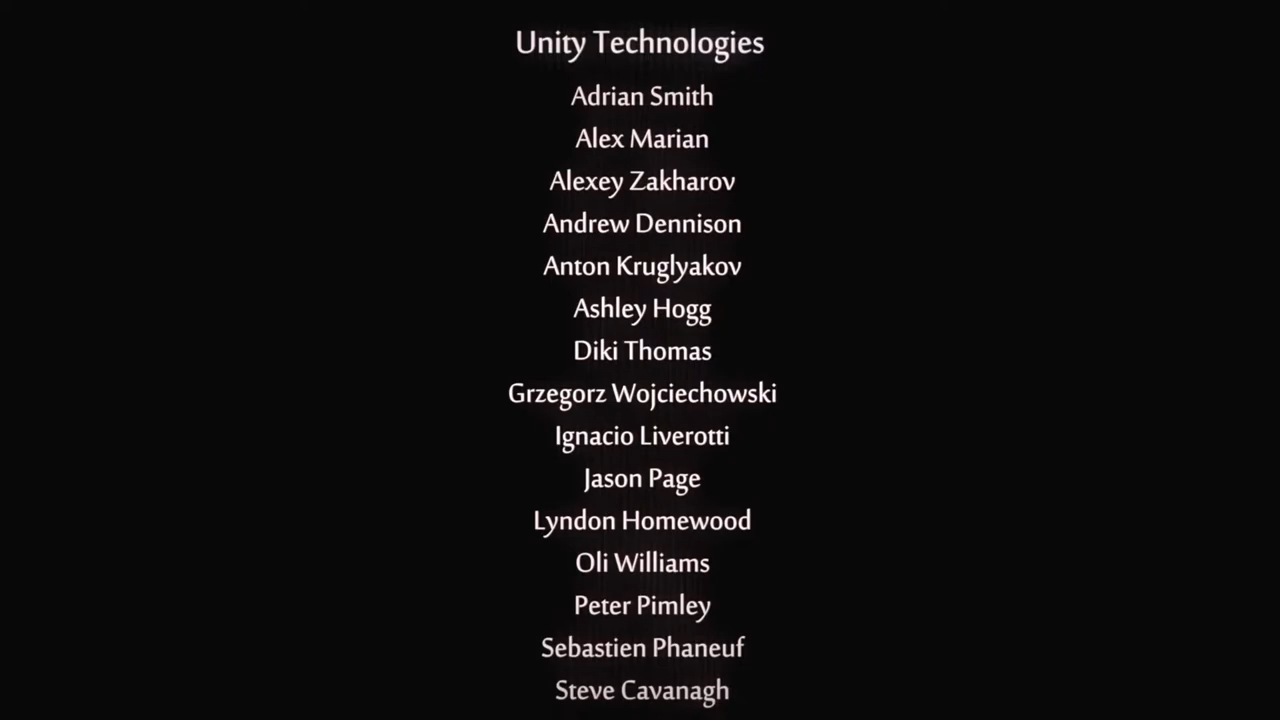 Unity Technologies
Adrian Smith
Alex Marian
Alexey Zakharov
Andrew Dennison
Anton Kruglyakov
Ashley Hogg
Diki Thomas
Grzegorz Wojciechowski
Ignacio Liverotti
Jason Page
Lyndon Homewood
Oli Williams
Peter Pimley
Sebastien Phaneuf
Steve Cavanagh